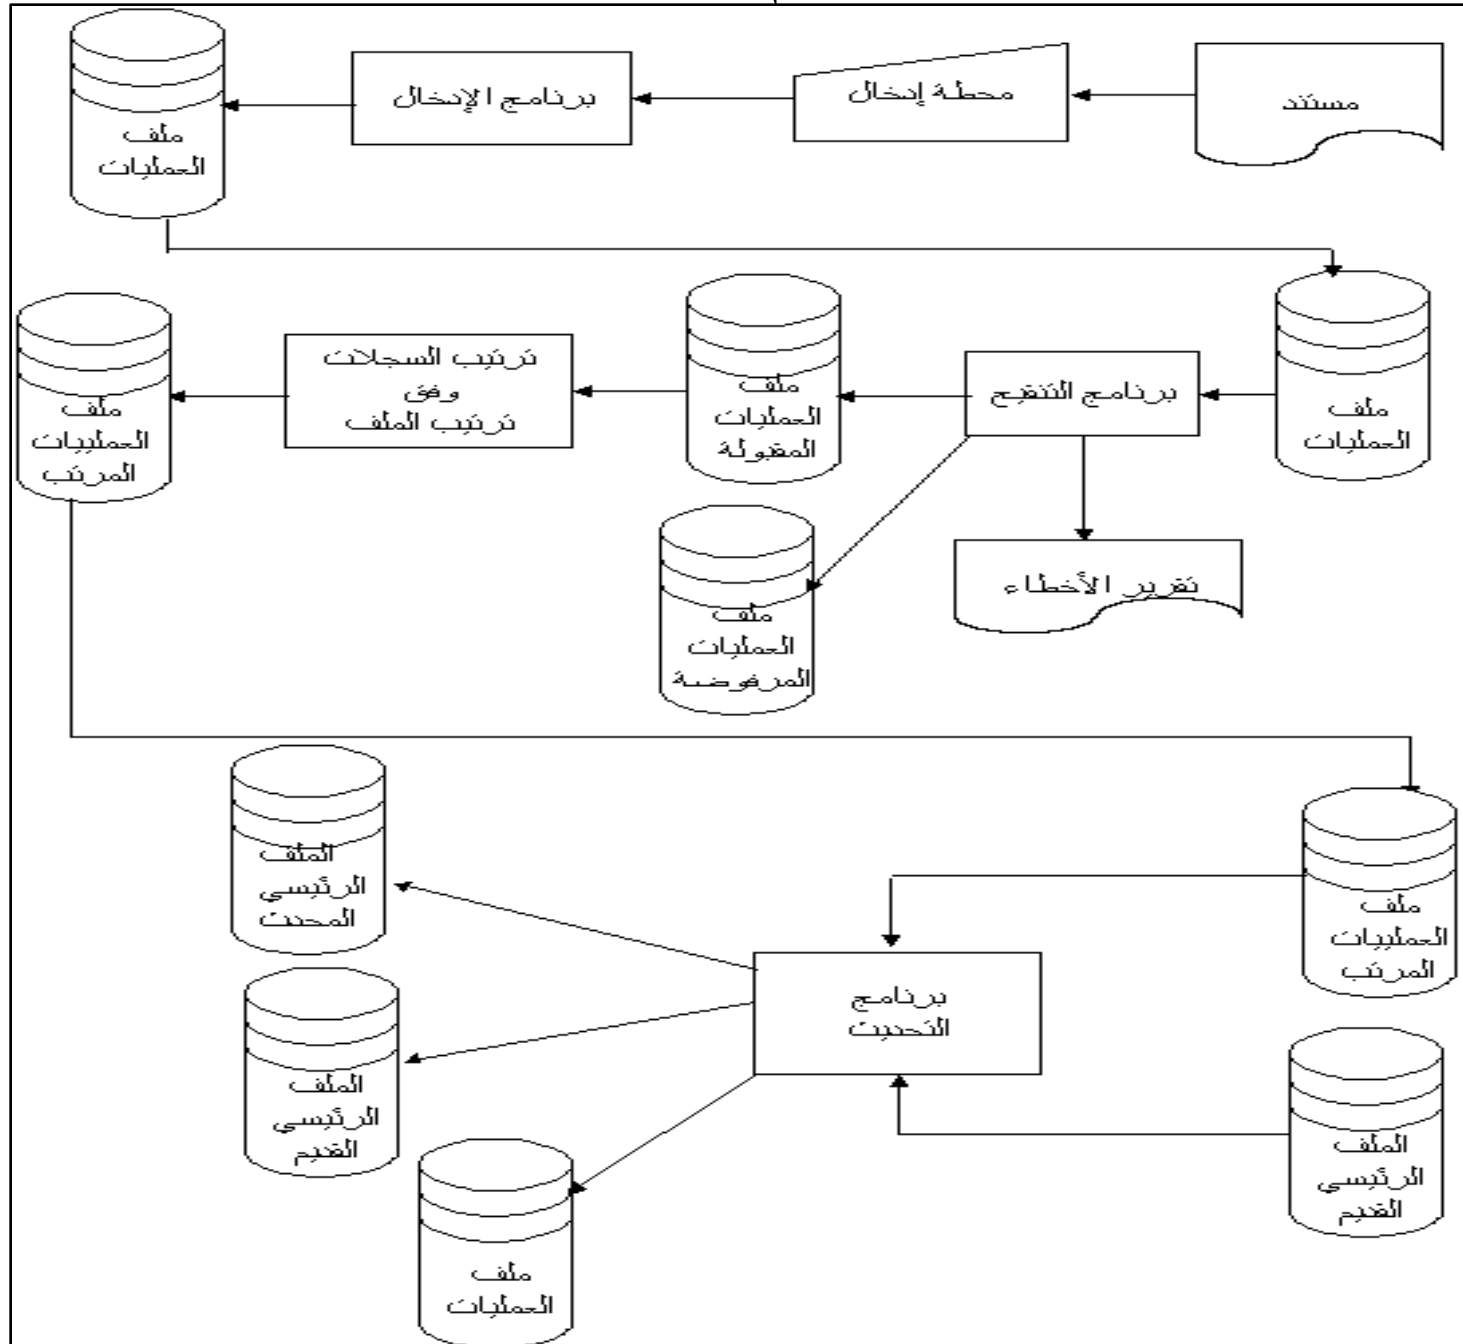 مستند
محطة إدخال
برنامج الإدخال
ملف
العمليات
ملف
العمليات
برنامج التنقيح
ملف
العمليات
المقبولة
ترتيب السجلات
وفق
ترتيب الملف
ملف
العمليات
المرتب
تقرير الأخطاء
ملف
العمليات
المرفوضة
ملف
العمليات
المرتب
الملف
الرئيسي
القديم
برنامج
التحديث
الملف
الرئيسي
المحدث
الملف
الرئيسي
القديم
ملف
العمليات